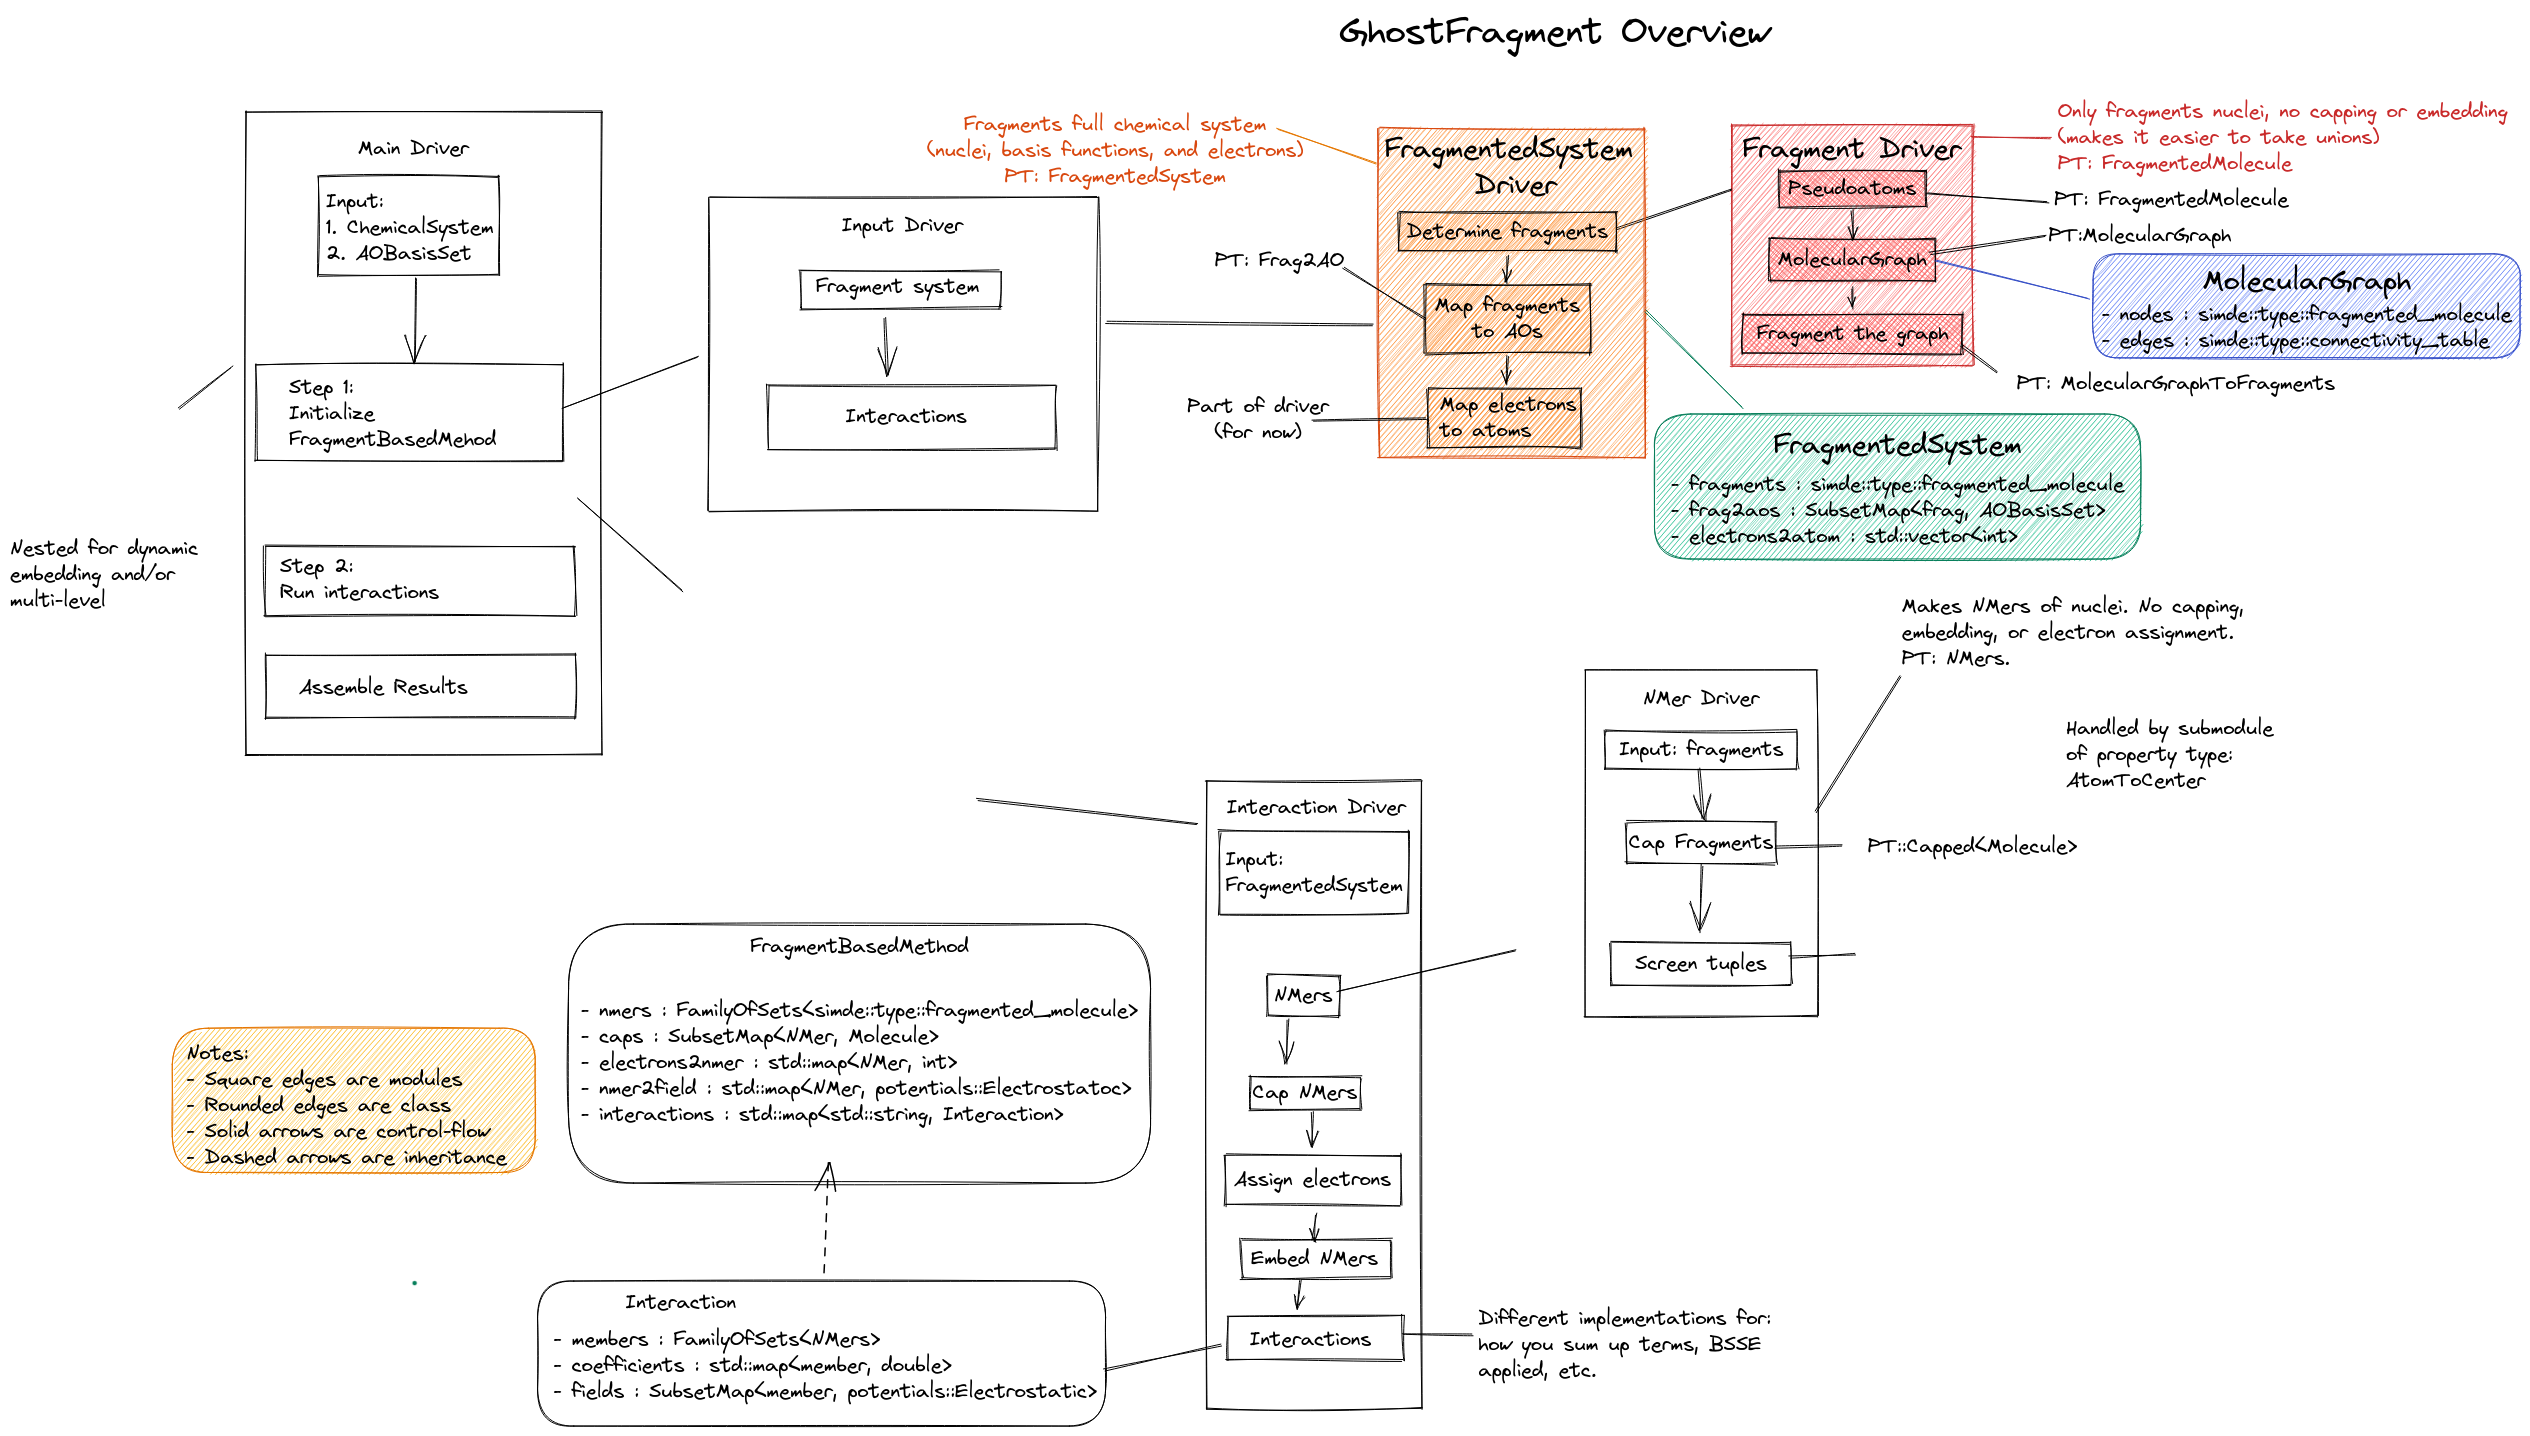 GhostFragment Overview
Main Driver
Input:
1. ChemicalSystem
2. AOBasisSet
Step 1:
Initialize
FragmentBasedMehod
Step 2:
Run interactions
Assemble Results
Nested for dynamic
embedding and/or
multi-level
Input Driver
Fragment system
Interactions
Fragments full chemical system
(nuclei, basis functions, and electrons)
PT: FragmentedSystem
FragmentedSystem
Driver
Determine fragments
Map fragments
to AOs
Map electrons
to atoms
PT: Frag2AO
Part of driver
(for now)
Fragment Driver
Pseudoatoms
MolecularGraph
Fragment the graph
Only fragments nuclei, no capping or embedding
(makes it easier to take unions)
PT: FragmentedMolecule
PT: FragmentedMolecule
PT:MolecularGraph
MolecularGraph
- nodes : simde::type::fragmented_molecule
- edges : simde::type::connectivity_table
PT: MolecularGraphToFragments
FragmentedSystem
- fragments : simde::type::fragmented_molecule
- frag2aos : SubsetMap<frag, AOBasisSet>
- electrons2atom : std::vector<int>
Makes NMers of nuclei. No capping,
embedding, or electron assignment.
PT: NMers.
NMer Driver
Input: fragments
Cap Fragments
Screen tuples
Handled by submodule
of property type:
AtomToCenter
PT::Capped<Molecule>
Interaction Driver
Input:
FragmentedSystem
NMers
Cap NMers
Assign electrons
Embed NMers
Interactions
Different implementations for:
how you sum up terms, BSSE
applied, etc.
FragmentBasedMethod
- nmers : FamilyOfSets<simde::type::fragmented_molecule>
- caps : SubsetMap<NMer, Molecule>
- electrons2nmer : std::map<NMer, int>
- nmer2field : std::map<NMer, potentials::Electrostatoc>
- interactions : std::map<std::string, Interaction>
Notes:
- Square edges are modules
- Rounded edges are class
- Solid arrows are control-flow
- Dashed arrows are inheritance
Interaction
- members : FamilyOfSets<NMers>
- coefficients : std::map<member, double>
- fields : SubsetMap<member, potentials::Electrostatic>